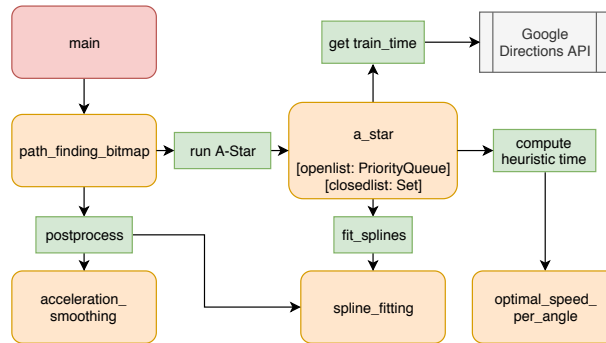 main
get train_time
Google
Directions API
path_finding_bitmap
run A-Star
a_star
[openlist: PriorityQueue]
[closedlist: Set]
compute
heuristic time
postprocess
fit_splines
acceleration_
smoothing
spline_fitting
optimal_speed_
per_angle